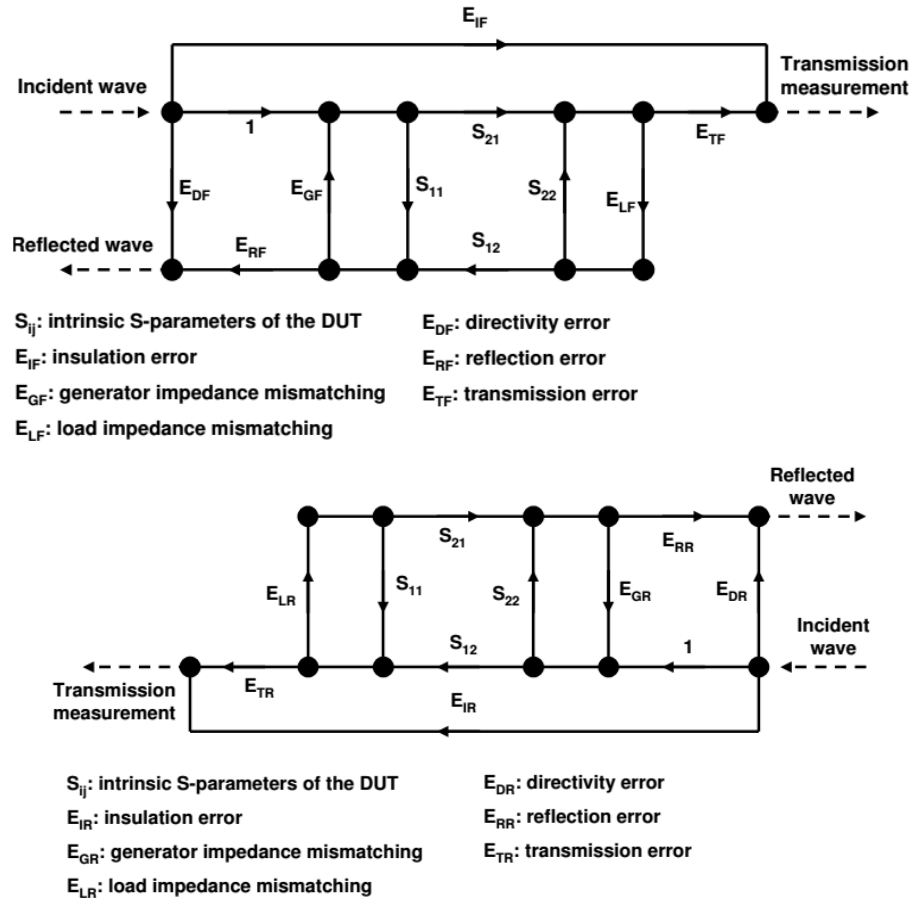 E_IF
Incident wave
Transmission
measurement
1
S_21
E_TF
E_DF
E_GF
S_11
S_22
E_LF
Reflected wave
E_RF
S_12
S_ij: intrinsic S-parameters of the DUT
E_DF: directivity error
E_IF: insulation error
E_RF: reflection error
E_GF: generator impedance mismatching
E_TF: transmission error
E_LF: load impedance mismatching
Reflected
wave
S_21
E_RR
E_LR
S_11
S_22
E_GR
E_DR
Incident
wave
S_12
1
Transmission
measurement
E_TR
E_IR
S_ij: intrinsic S-parameters of the DUT
E_DR: directivity error
E_IR: insulation error
E_RR: reflection error
E_GR: generator impedance mismatching
E_TR: transmission error
E_LR: load impedance mismatching